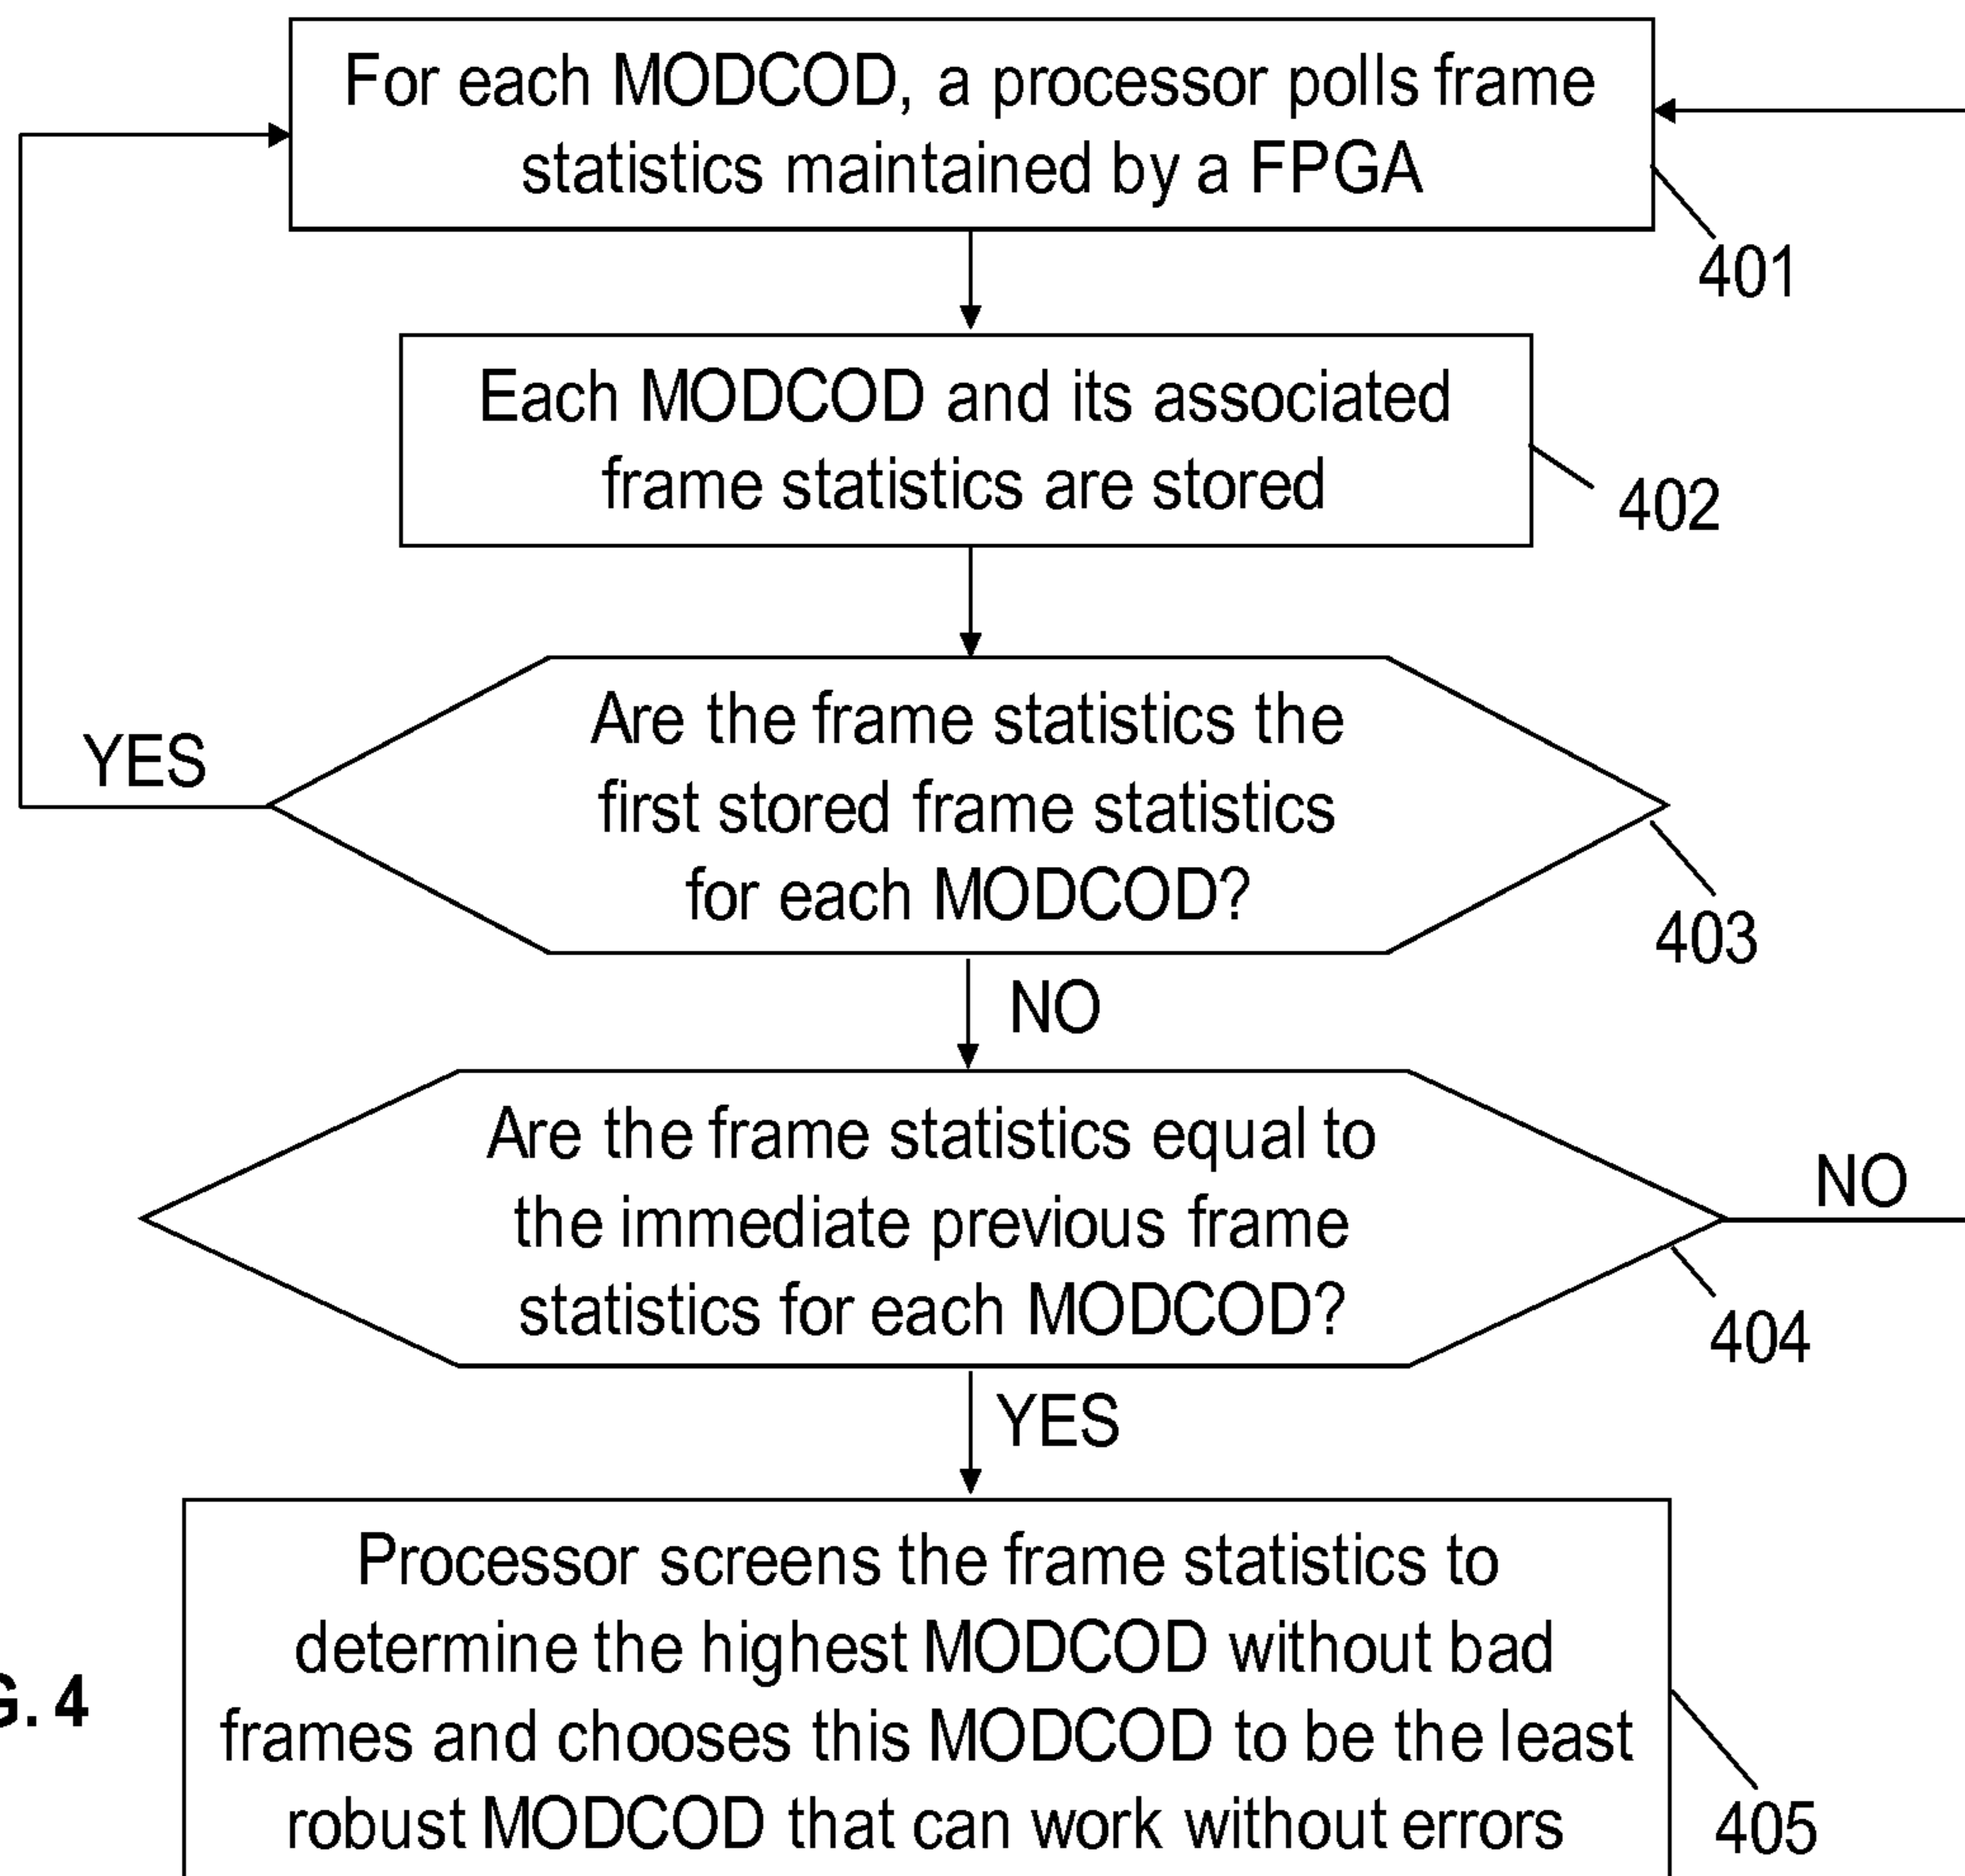 For each MODCOD, a processor polls frame
statistics maintained by a FPGA
401
Each MODCOD and its associated
frame statistics are stored
402
Are the frame statistics the
first stored frame statistics
for each MODCOD?
YES
403
NO
Are the frame statistics equal to
the immediate previous frame
statistics for each MODCOD?
NO
404
YES
Processor screens the frame statistics to
determine the highest MODCOD without bad
frames and chooses this MODCOD to be the least
robust MODCOD that can work without errors
405
G. 4